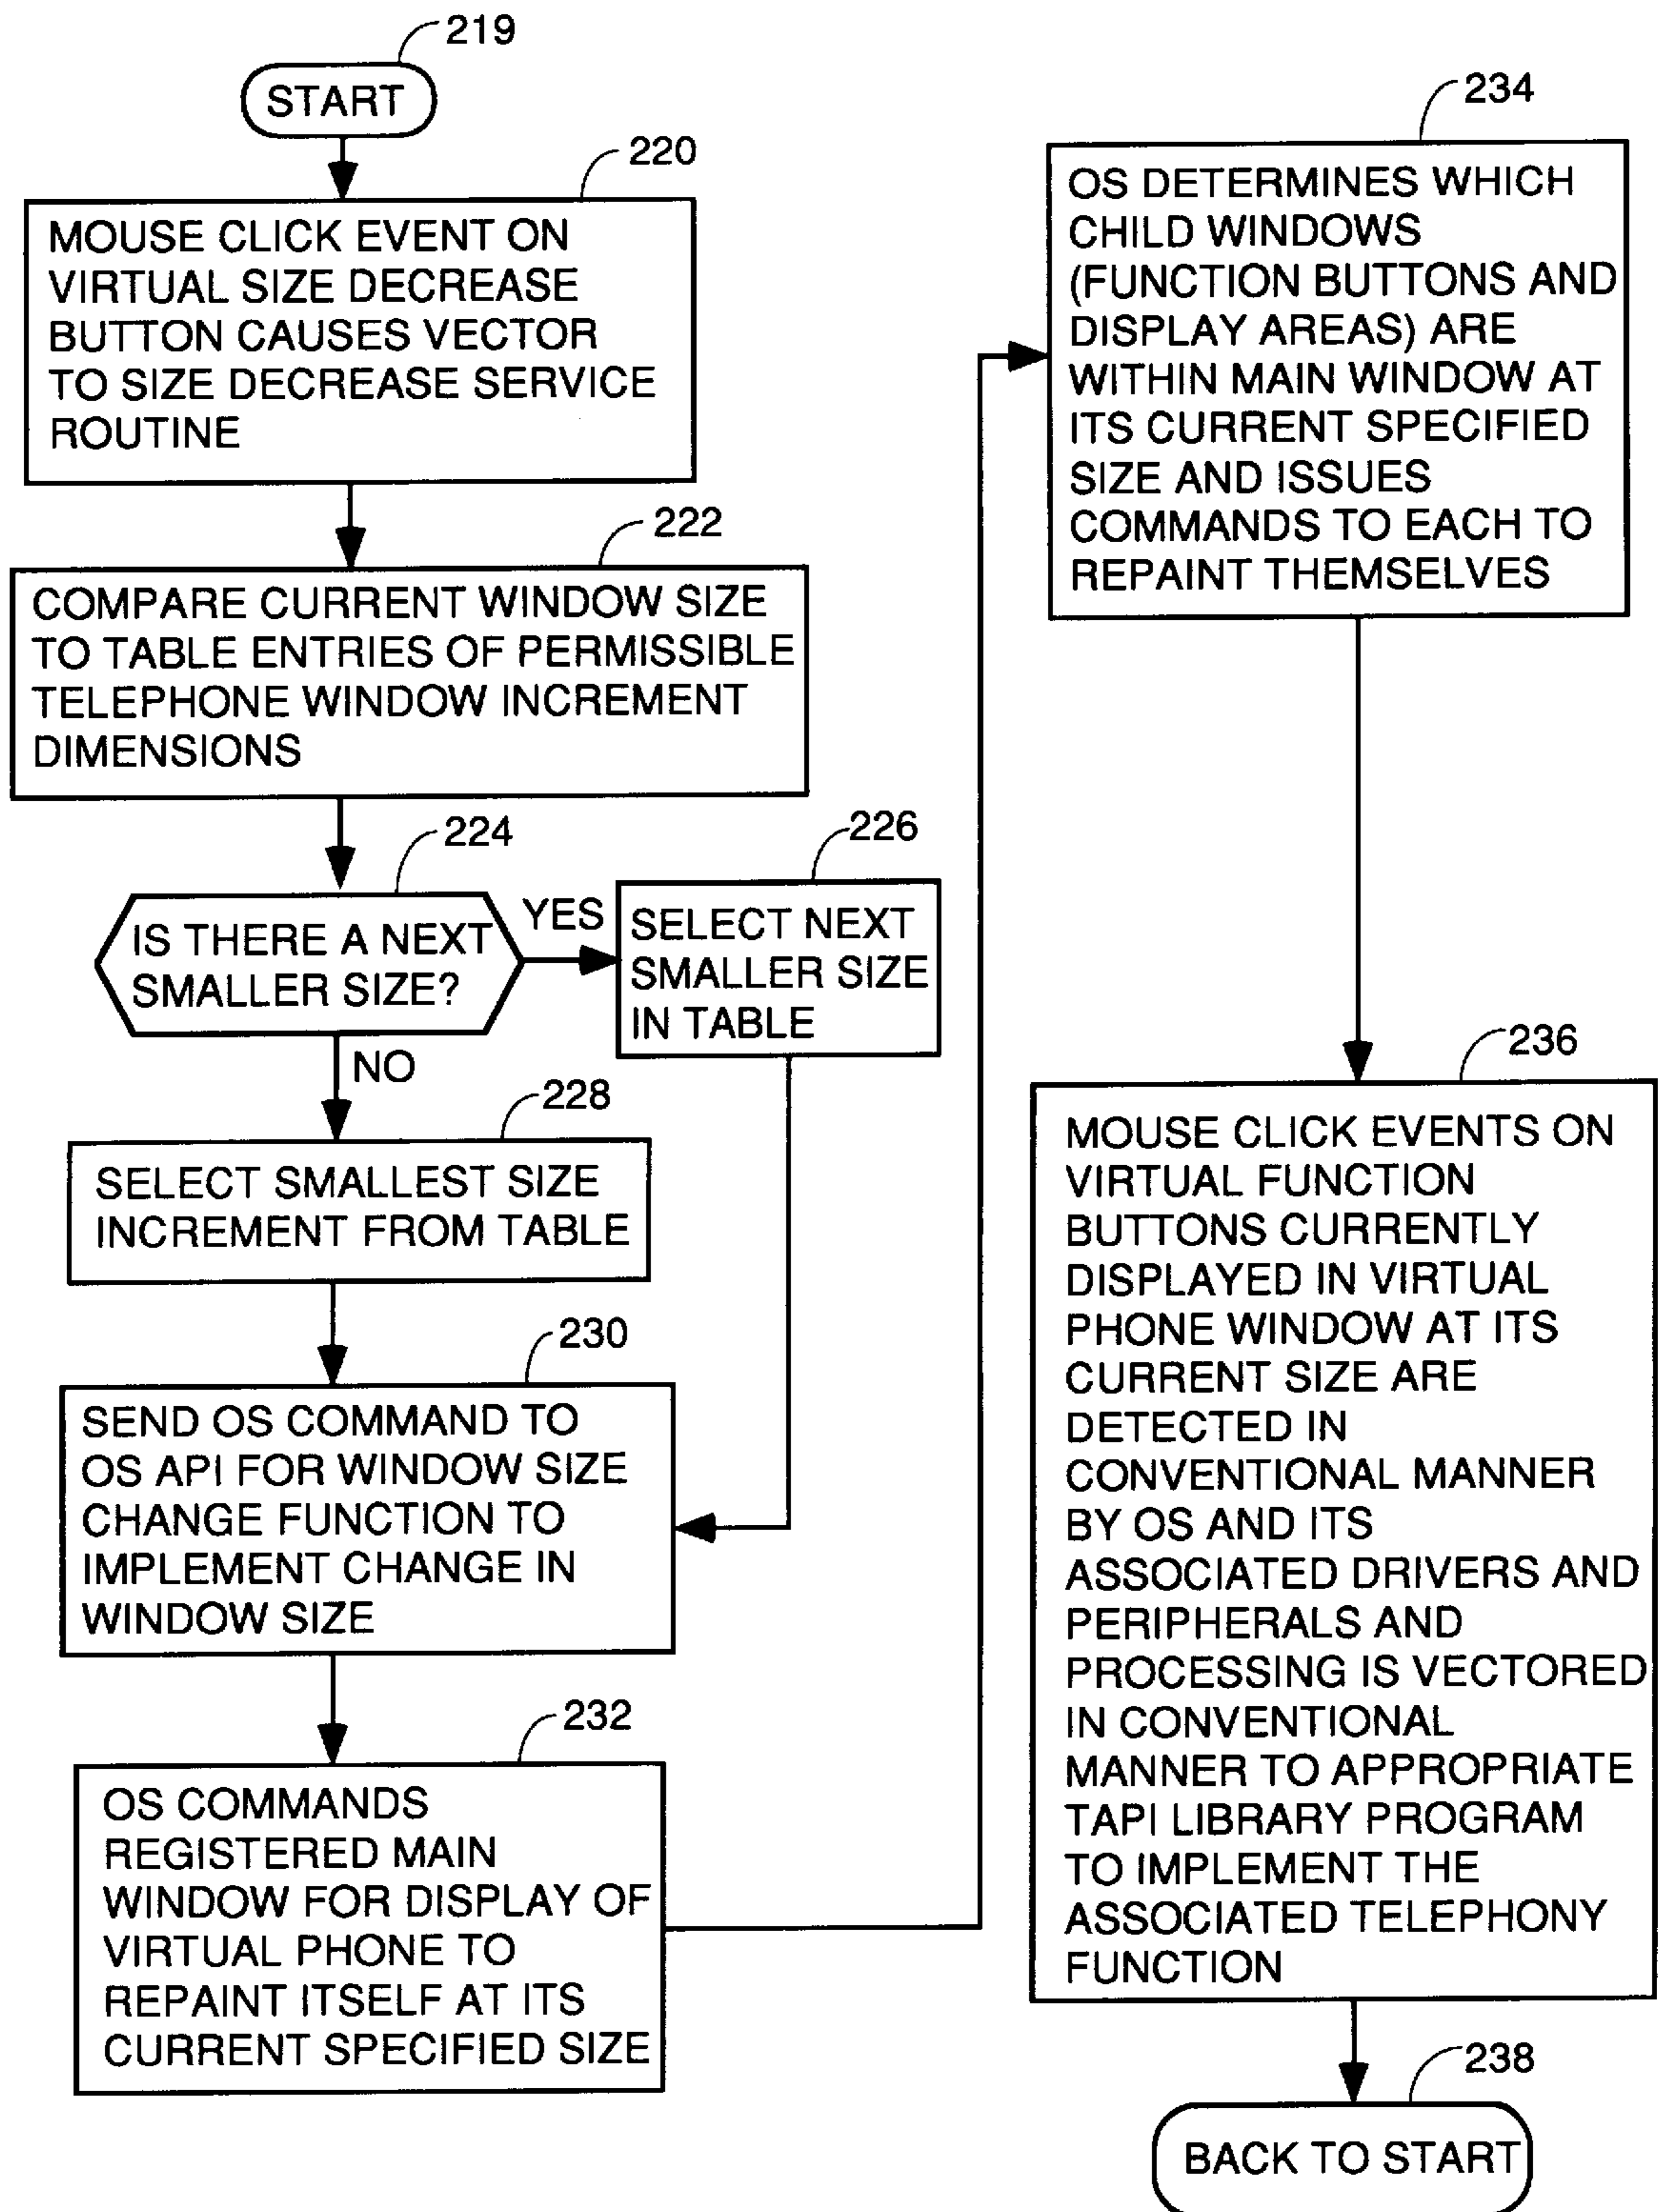 219
START
220
MOUSE CLICK EVENT ON
VIRTUAL SIZE DECREASE
BUTTON CAUSES VECTOR
TO SIZE DECREASE SERVICE
ROUTINE
222
COMPARE CURRENT WINDOW SIZE
TO TABLE ENTRIES OF PERMISSIBLE
TELEPHONE WINDOW INCREMENT
DIMENSIONS
224
IS THERE A NEXT
SMALLER SIZE?
YES
226
SELECT NEXT
SMALLER SIZE
IN TABLE
NO
228
SELECT SMALLEST SIZE
INCREMENT FROM TABLE
230
SEND OS COMMAND TO
OS API FOR WINDOW SIZE
CHANGE FUNCTION TO
IMPLEMENT CHANGE IN
WINDOW SIZE
232
OS COMMANDS
REGISTERED MAIN
WINDOW FOR DISPLAY OF
VIRTUAL PHONE TO
REPAINT ITSELF AT ITS
CURRENT SPECIFIED SIZE
234
OS DETERMINES WHICH
CHILD WINDOWS
(FUNCTION BUTTONS AND
DISPLAY AREAS) ARE
WITHIN MAIN WINDOW AT
ITS CURRENT SPECIFIED
SIZE AND ISSUES
COMMANDS TO EACH TO
REPAINT THEMSELVES
236
MOUSE CLICK EVENTS ON
VIRTUAL FUNCTION
BUTTONS CURRENTLY
DISPLAYED IN VIRTUAL
PHONE WINDOW AT ITS
CURRENT SIZE ARE
DETECTED IN
CONVENTIONAL MANNER
BY OS AND ITS
ASSOCIATED DRIVERS AND
PERIPHERALS AND
PROCESSING IS VECTORED
IN CONVENTIONAL
MANNER TO APPROPRIATE
TAPI LIBRARY PROGRAM
TO IMPLEMENT THE
ASSOCIATED TELEPHONY
FUNCTION
238
BACK TO START